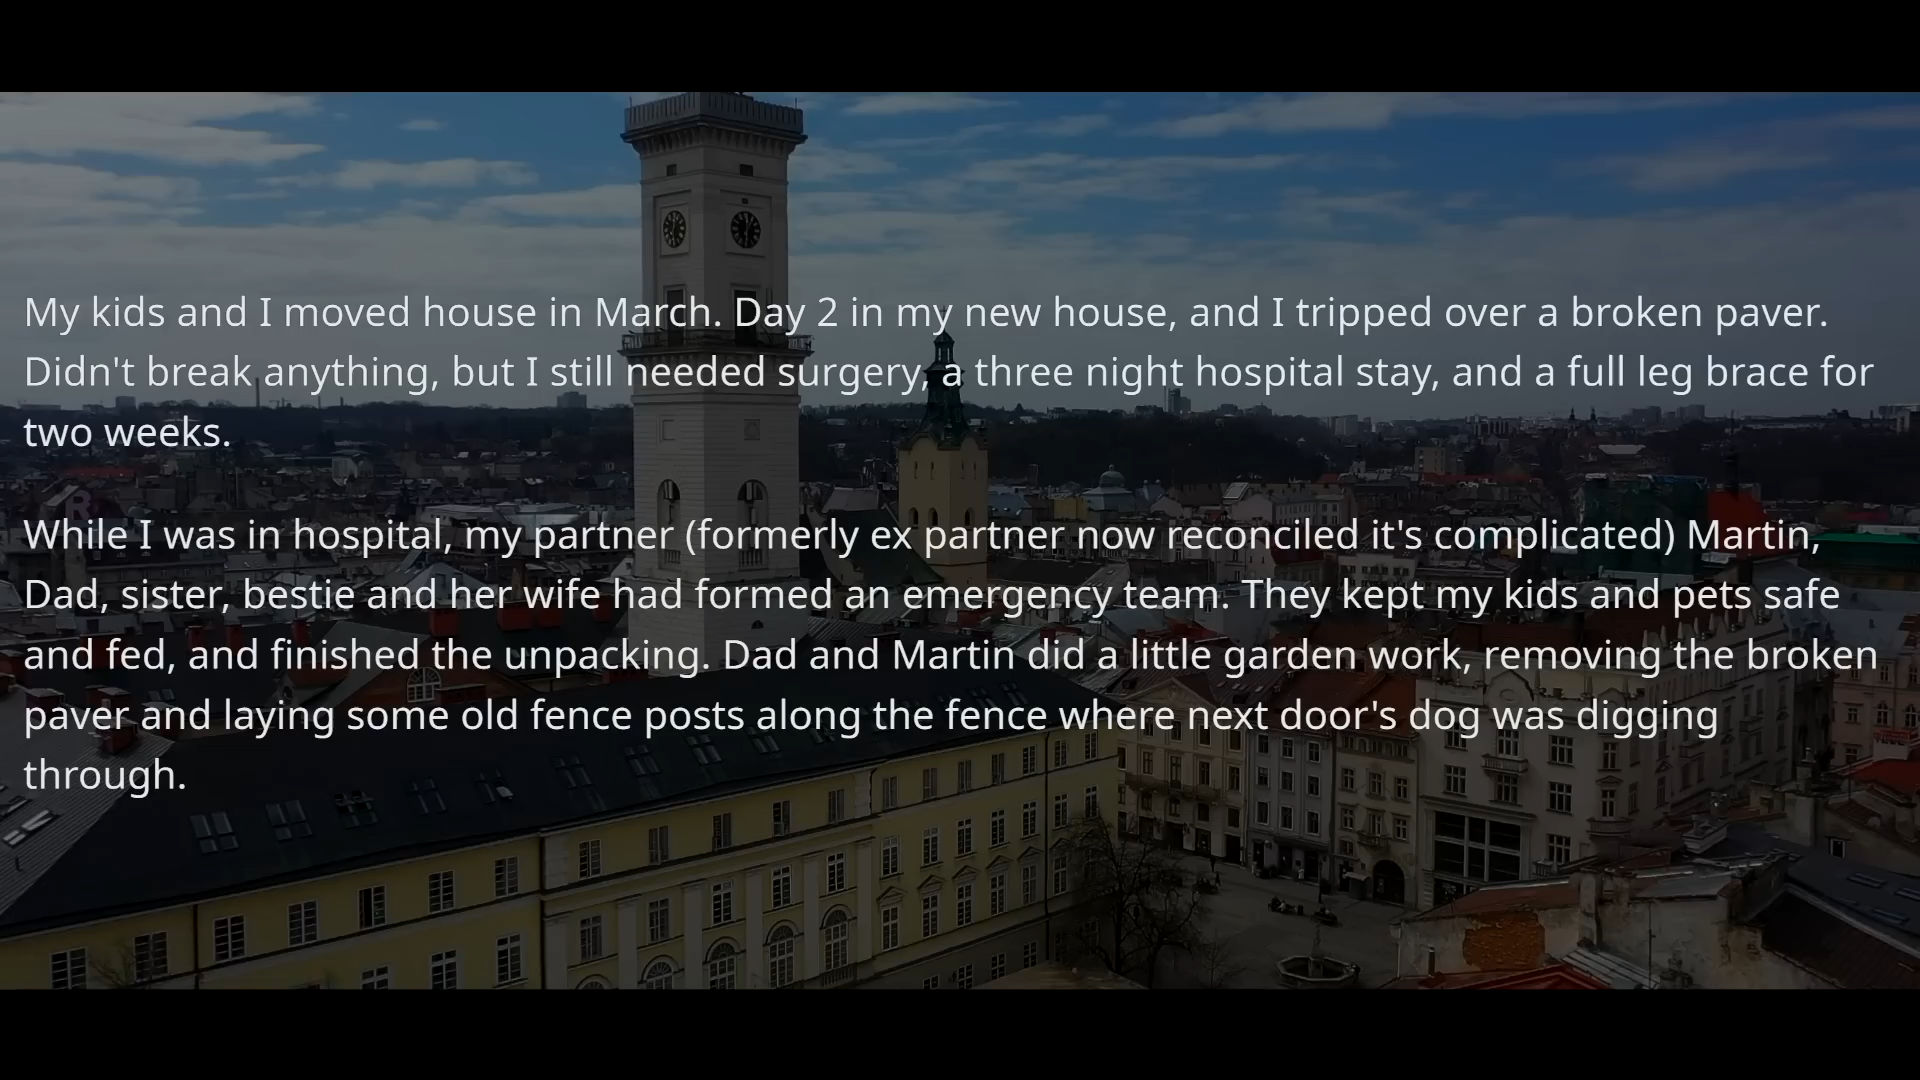 My kids and I moved house in March. Day 2 in my new house, and I tripped over a broken paver.
Didn't break anything, but I still needed surgery, a three night hospital stay, and a full leg brace for
two weeks.
While I was in hospital, my partner (formerly ex partner now reconciled it's complicated) Martin,
Dad, sister, bestie and her wife had formed an emergency team. They kept my kids and pets safe
and fed, and finished the unpacking. Dad and Martin did a little garden work, removing the broken
paver and laying some old fence posts along the fence where next door's dog was digging
through.